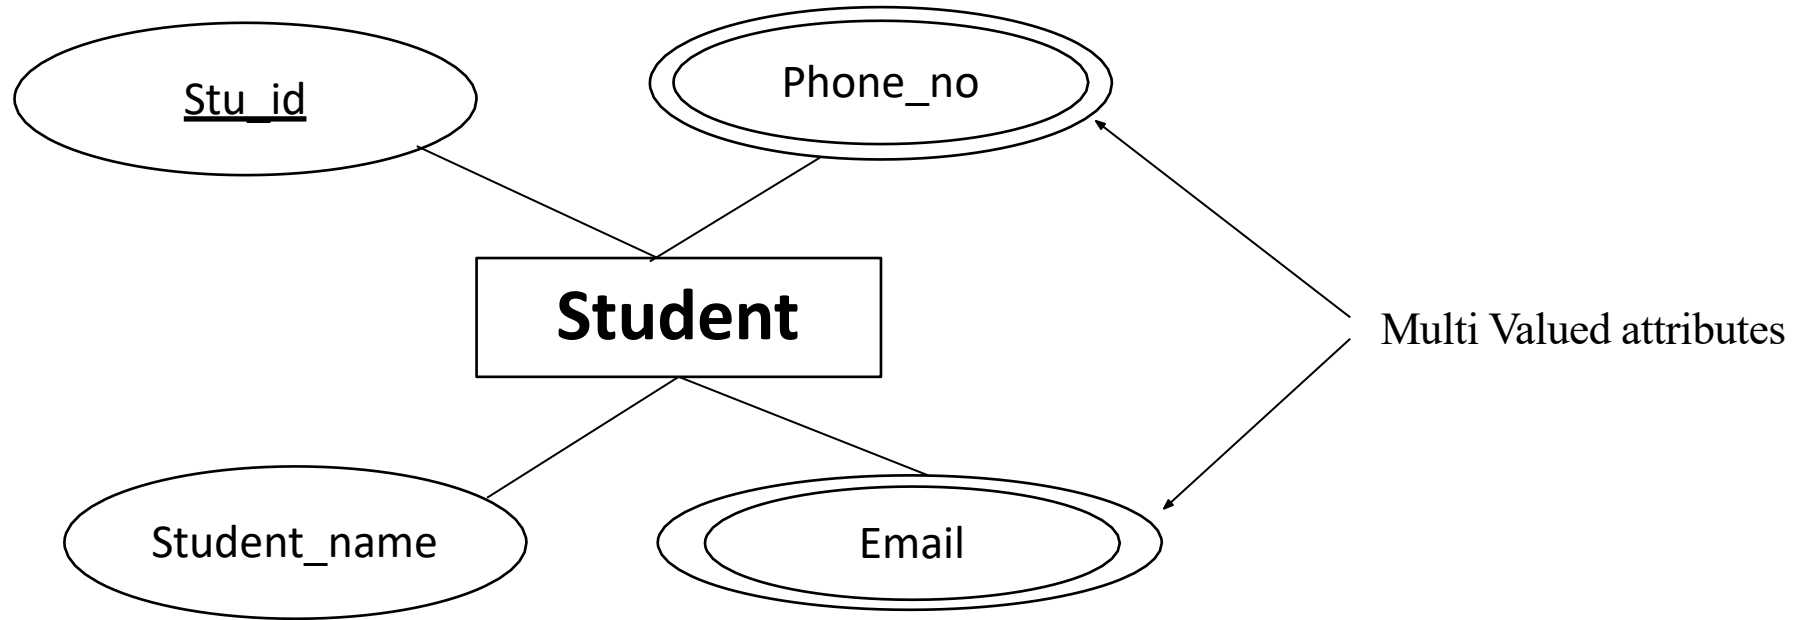 Stu_id
Phone_no
Student
Multi Valued attributes
Student_name
Email